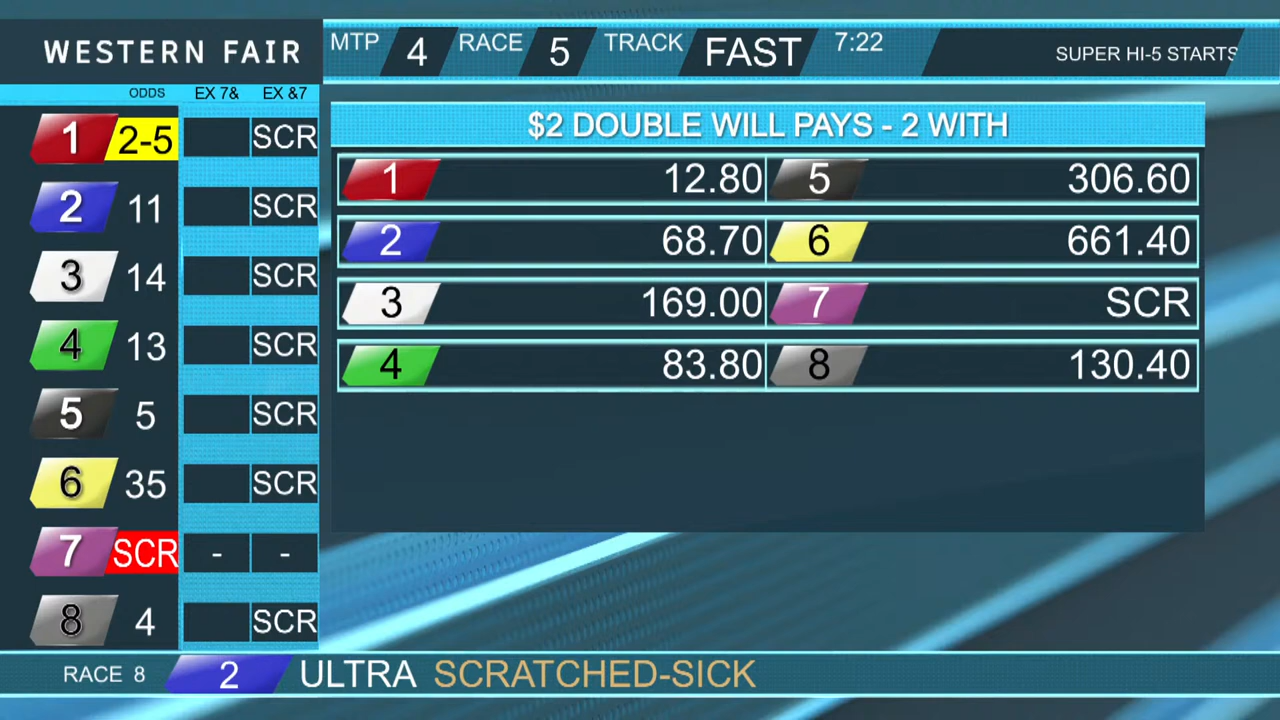 WESTERN FAIR
MTP 4 RACE 5 TRACK FAST 7:22 SUPER HI-5 STARTS
ODDS EX 7& EX &7
1 2-5 SCR
2 11 SCR
3 14 SCR
4 13 SCR
5 5 SCR
6 35 SCR
7 SCR - -
8 4 SCR
$2 DOUBLE WILL PAYS - 2 WITH
1 12.80 5 306.60
2 68.70 6 661.40
3 169.00 7 SCR
4 83.80 8 130.40
RACE 8 2 ULTRA SCRATCHED-SICK